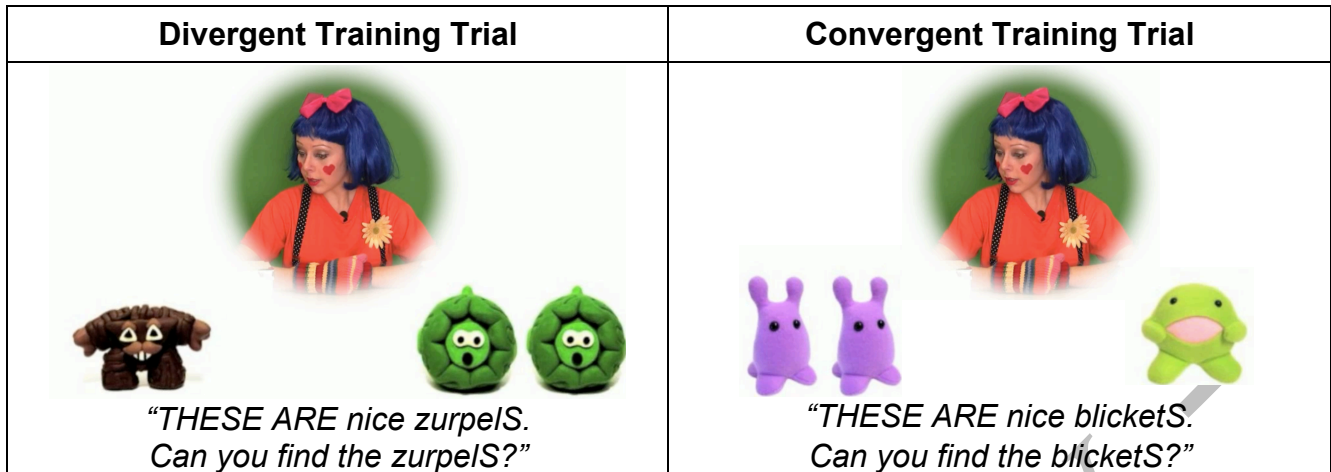 Divergent Training Trial
Convergent Training Trial
“THESE ARE nice zurpelS.
Can you find the zurpelS?”
“THESE ARE nice blicketS.
Can you find the blicketS?”